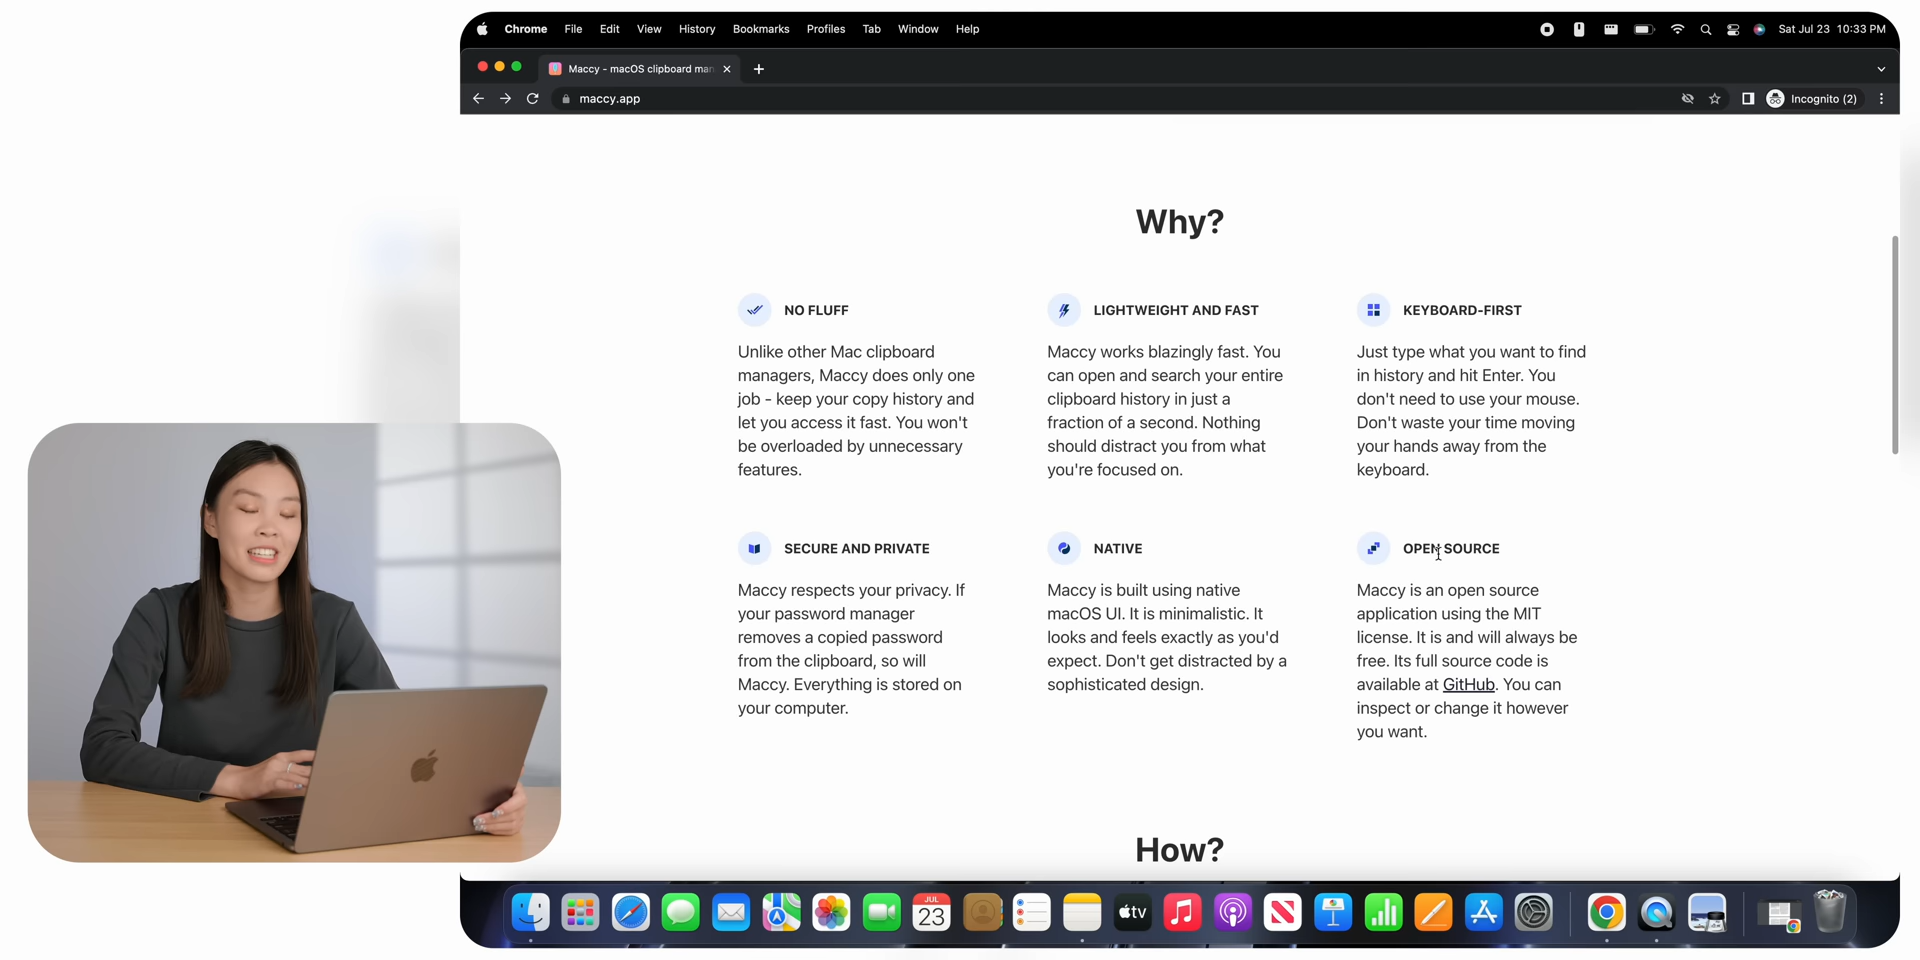 Chrome File Edit View History Bookmarks Profiles Tab Window Help Sat Jul 23 10:33 PM
Maccy - macOS clipboard man
maccy.app Incognito (2)
Why?
NO FLUFF
Unlike other Mac clipboard
managers, Maccy does only one
job - keep your copy history and
let you access it fast. You won't
be overloaded by unnecessary
features.
LIGHTWEIGHT AND FAST
Maccy works blazingly fast. You
can open and search your entire
clipboard history in just a
fraction of a second. Nothing
should distract you from what
you're focused on.
KEYBOARD-FIRST
Just type what you want to find
in history and hit Enter. You
don't need to use your mouse.
Don't waste your time moving
your hands away from the
keyboard.
SECURE AND PRIVATE
Maccy respects your privacy. If
your password manager
removes a copied password
from the clipboard, so will
Maccy. Everything is stored on
your computer.
NATIVE
Maccy is built using native
macOS UI. It is minimalistic. It
looks and feels exactly as you'd
expect. Don't get distracted by a
sophisticated design.
OPEN SOURCE
Maccy is an open source
application using the MIT
license. It is and will always be
free. Its full source code is
available at GitHub. You can
inspect or change it however
you want.
How?
JUL
23
tv